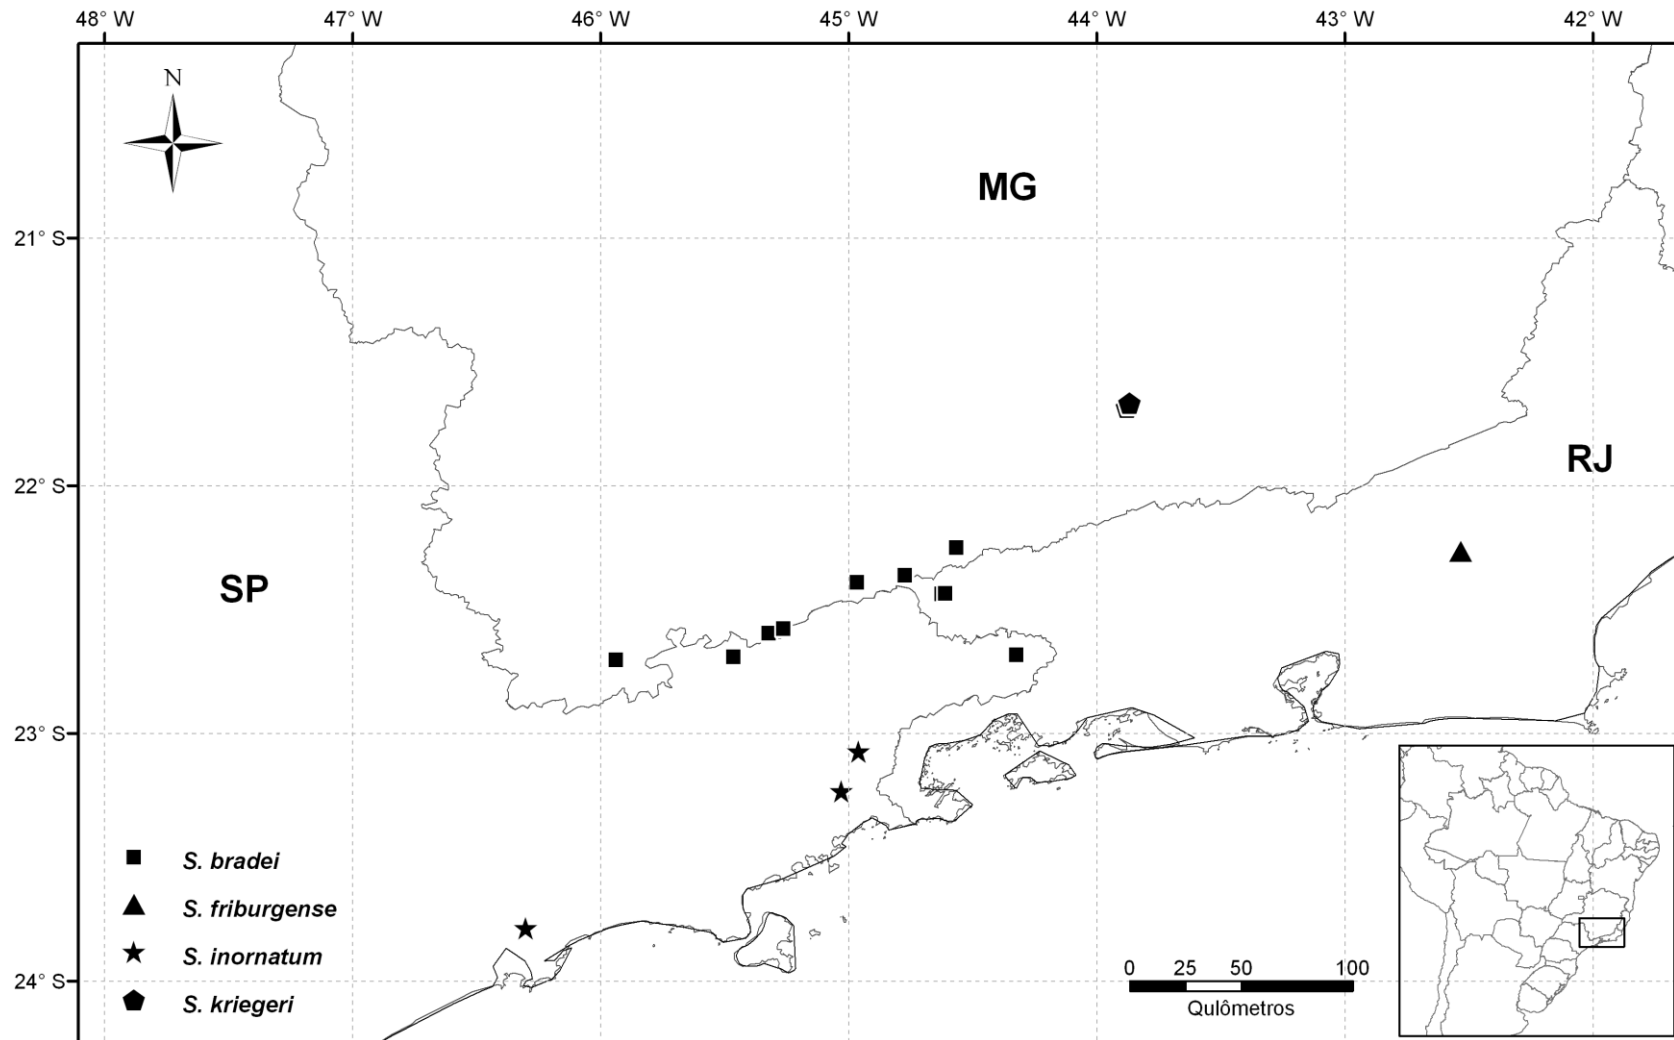 48° W 47° W 46° W 45° W 44° W 43° W 42° W
N
MG
21° S
RJ
22° S
SP
23° S
S. bradei
S. friburgense
S. inornatum
24° S
S. kriegeri
0 25 50 100
Qulômetros